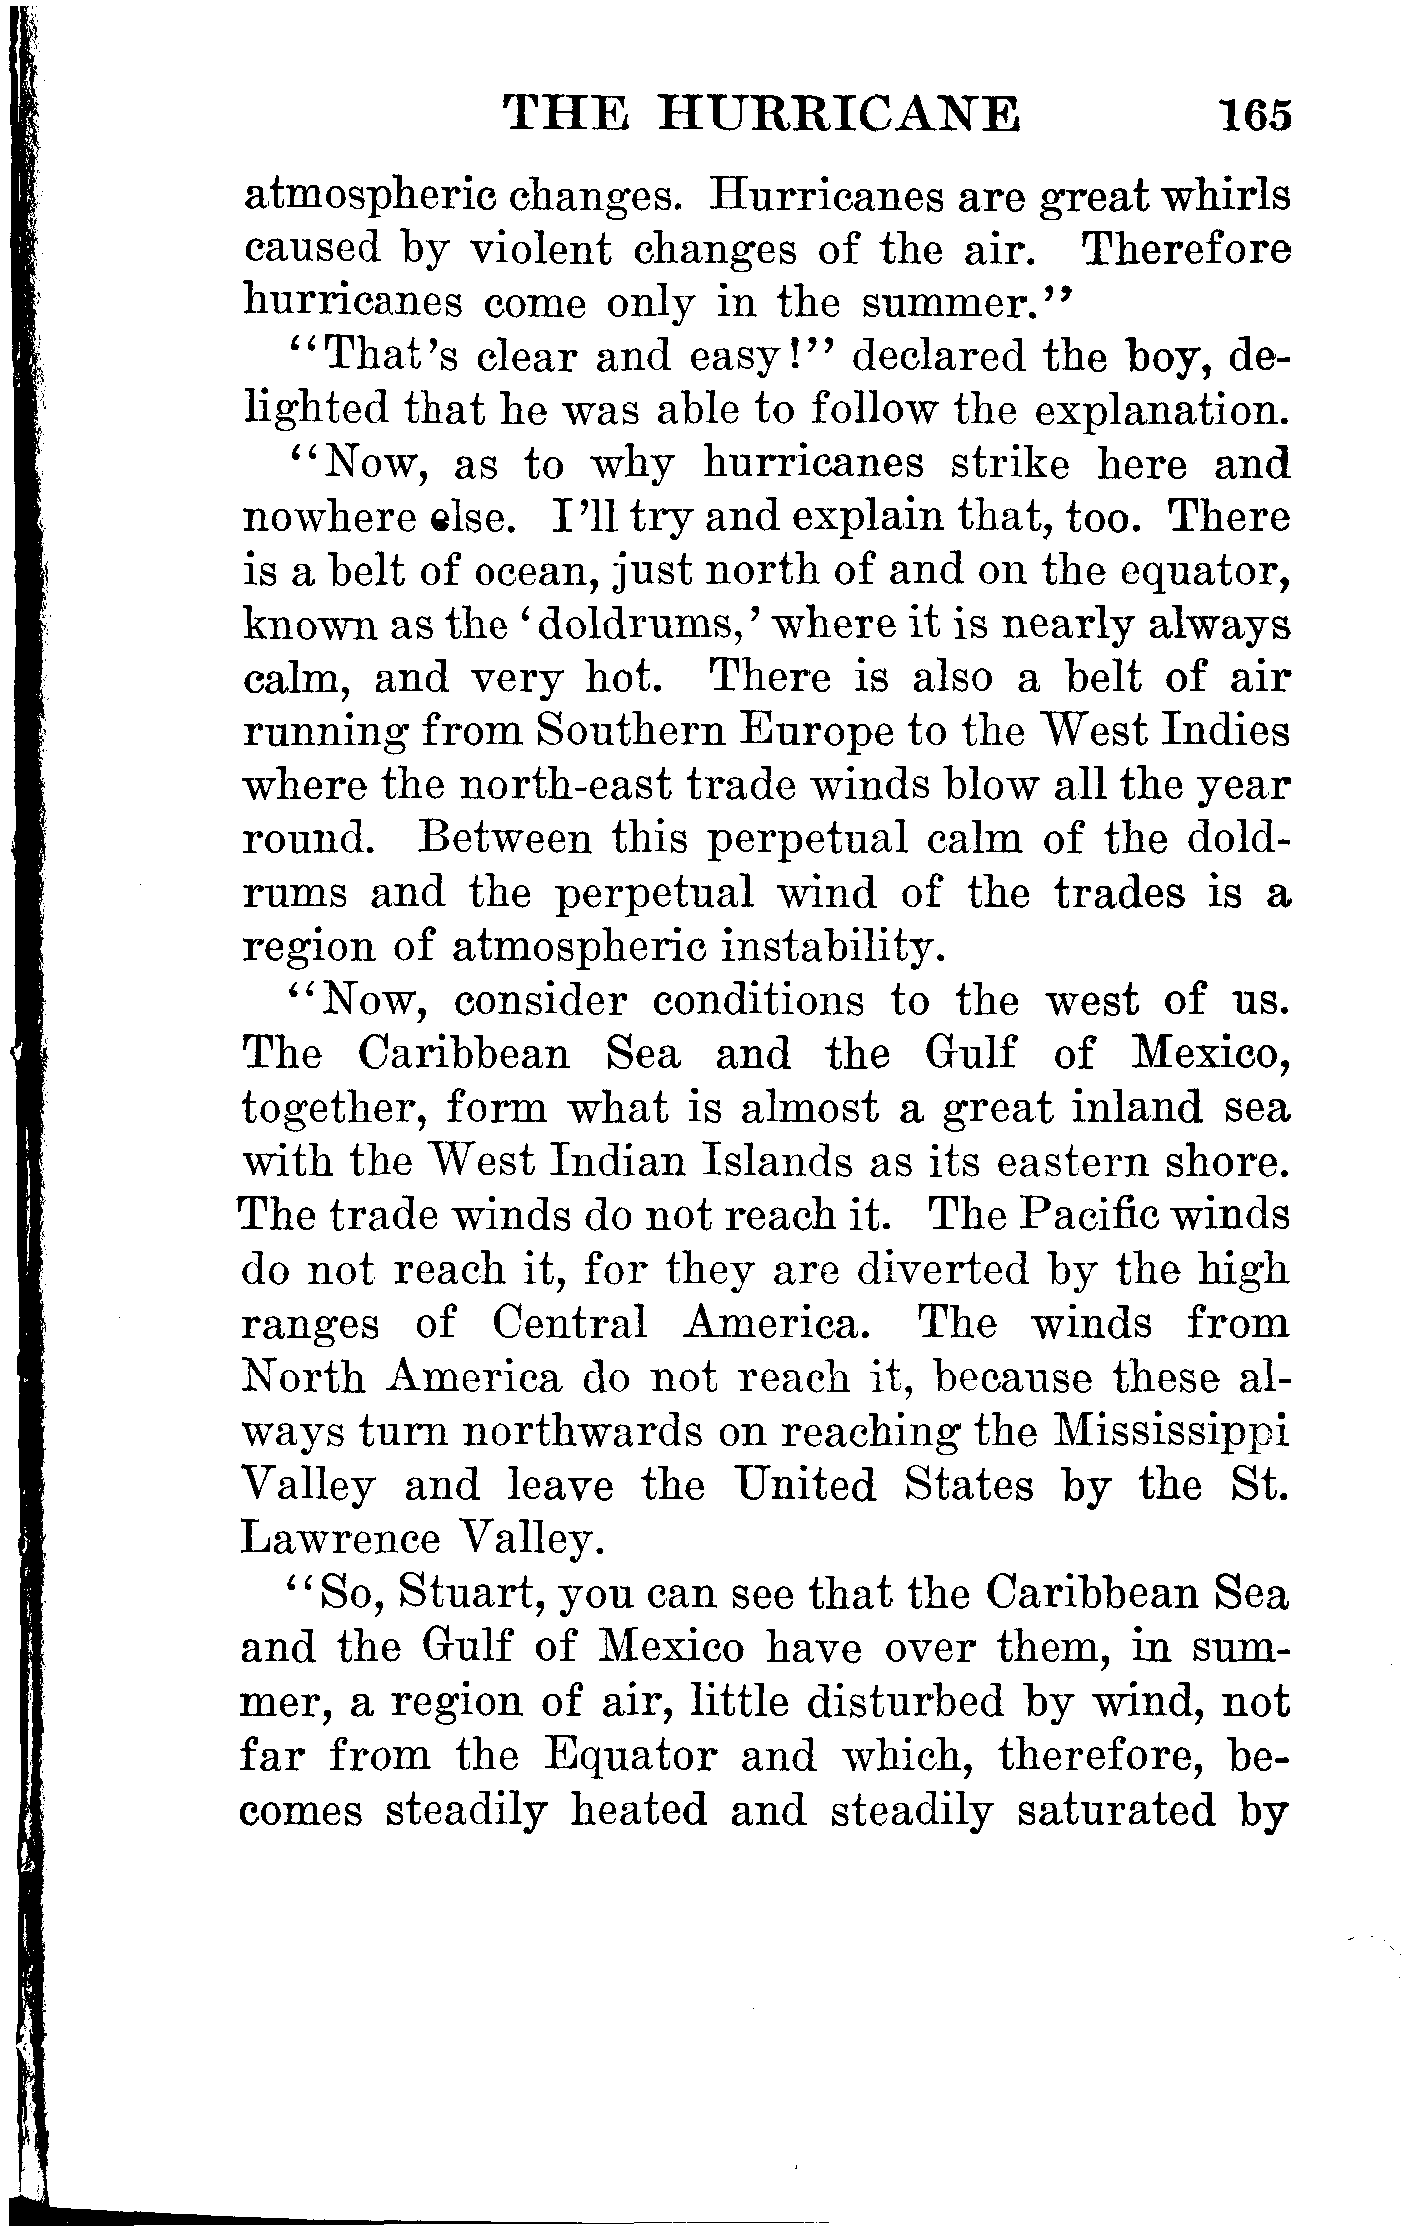 THE HURRICANE 165
atmospheric changes. Hurricanes are great whirls
caused by violent changes of the air. Therefore
hurricanes come only in the summer."
"That's clear and easy!" declared the boy, de-
lighted that he was able to follow the explanation.
"Now, as to why hurricanes strike here and
nowhere else. I'll try and explain that, too. There
is a belt of ocean, just north of and on the equator,
known as the 'doldrums,' where it is nearly always
calm, and very hot. There is also a belt of air
running from Southern Europe to the West Indies
where the north-east trade winds blow all the year
round. Between this perpetual calm of the dold-
rums and the perpetual wind of the trades is a
region of atmospheric instability.
"Now, consider conditions to the west of us.
The Caribbean Sea and the Gulf of Mexico,
together, form what is almost a great inland sea
with the West Indian Islands as its eastern shore.
The trade winds do not reach it. The Pacific winds
do not reach it, for they are diverted by the high
ranges of Central America. The winds from
North America do not reach it, because these al-
ways turn northwards on reaching the Mississippi
Valley and leave the United States by the St.
Lawrence Valley.
"So, Stuart, you can see that the Caribbean Sea
and the Gulf of Mexico have over them, in sum-
mer, a region of air, little disturbed by wind, not
far from the Equator and which, therefore, be-
comes steadily heated and steadily saturated by